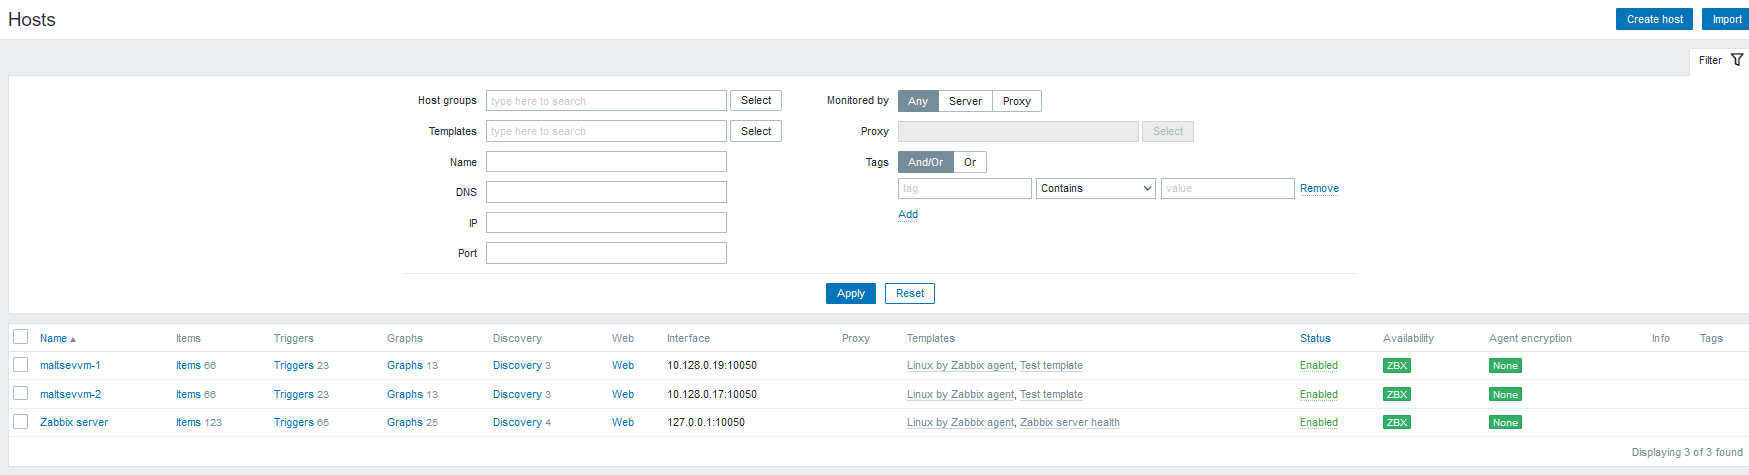 Hosts
Create host Import
Filter
Host groups type here to search Select Monitored by Any Server Proxy
Templates type here to search Select Proxy Select
Name Tags And/Or Or
DNS tag Contains value Remove
Add
IP
Port
Apply Reset
Name ▲ Items Triggers Graphs Discovery Web Interface Proxy Templates Status Availability Agent encryption Info Tags
maltsevvm-1 Items 66 Triggers 23 Graphs 13 Discovery 3 Web 10.128.0.19:10050 Linux by Zabbix agent, Test template Enabled ZBX None
maltsevvm-2 Items 66 Triggers 23 Graphs 13 Discovery 3 Web 10.128.0.17:10050 Linux by Zabbix agent, Test template Enabled ZBX None
Zabbix server Items 123 Triggers 65 Graphs 25 Discovery 4 Web 127.0.0.1:10050 Linux by Zabbix agent, Zabbix server health Enabled ZBX None
Displaying 3 of 3 found